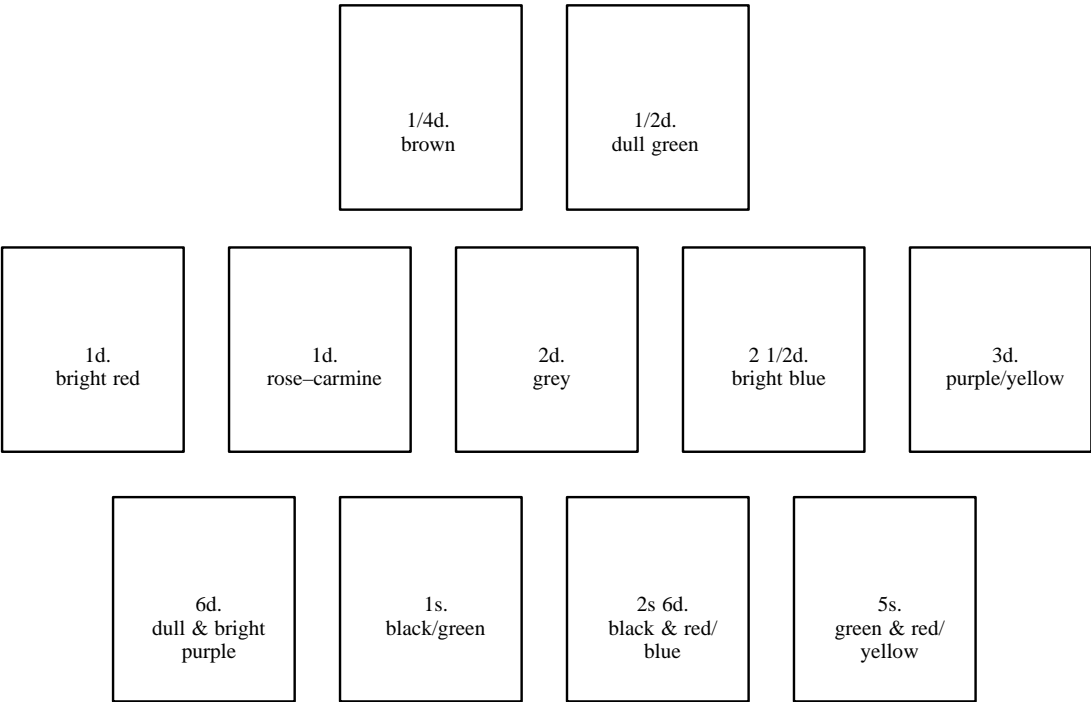 1/4d.
brown
1/2d.
dull green
1d.
bright red
1d.
rose–carmine
2d.
grey
2 1/2d.
bright blue
3d.
purple/yellow
6d.
dull & bright
purple
1s.
black/green
2s 6d.
black & red/
blue
5s.
green & red/
yellow